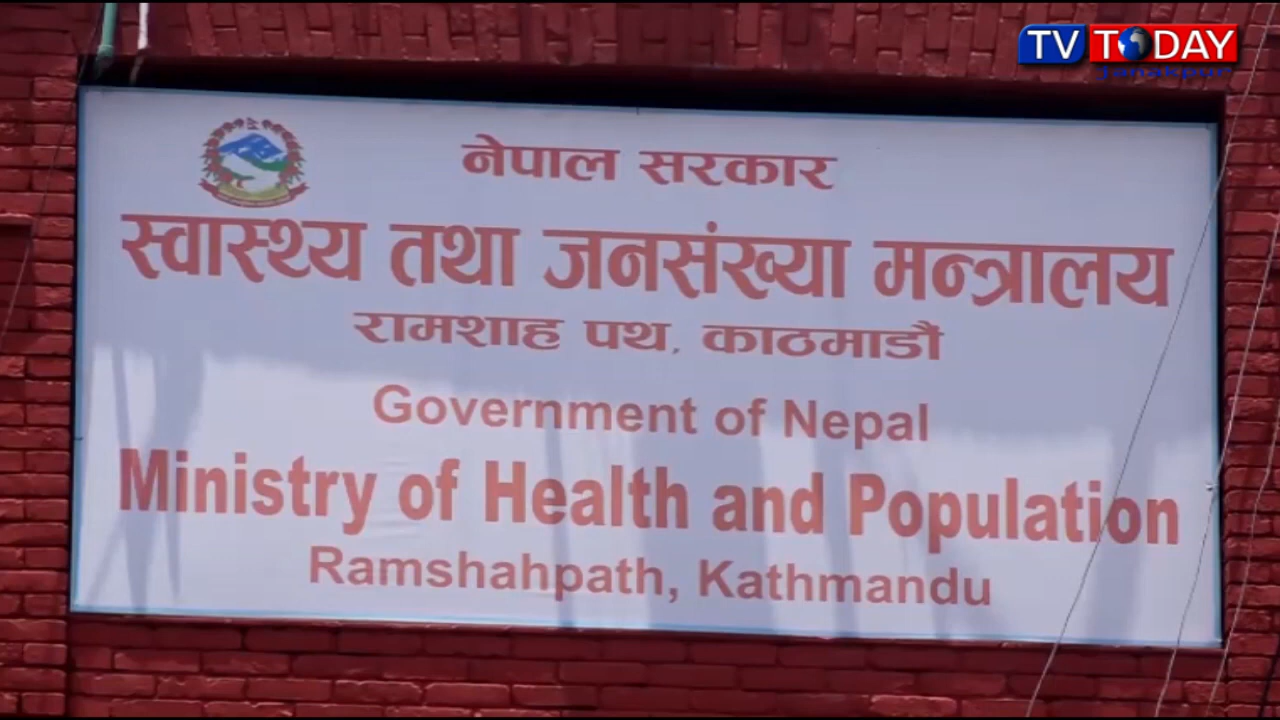 TV TODAY
Janakpur
नेपाल सरकार
स्वास्थ्य तथा जनसंख्या मन्त्रालय
रामशाह पथ, काठमाडौं
Government of Nepal
Ministry of Health and Population
Ramshahpath, Kathmandu